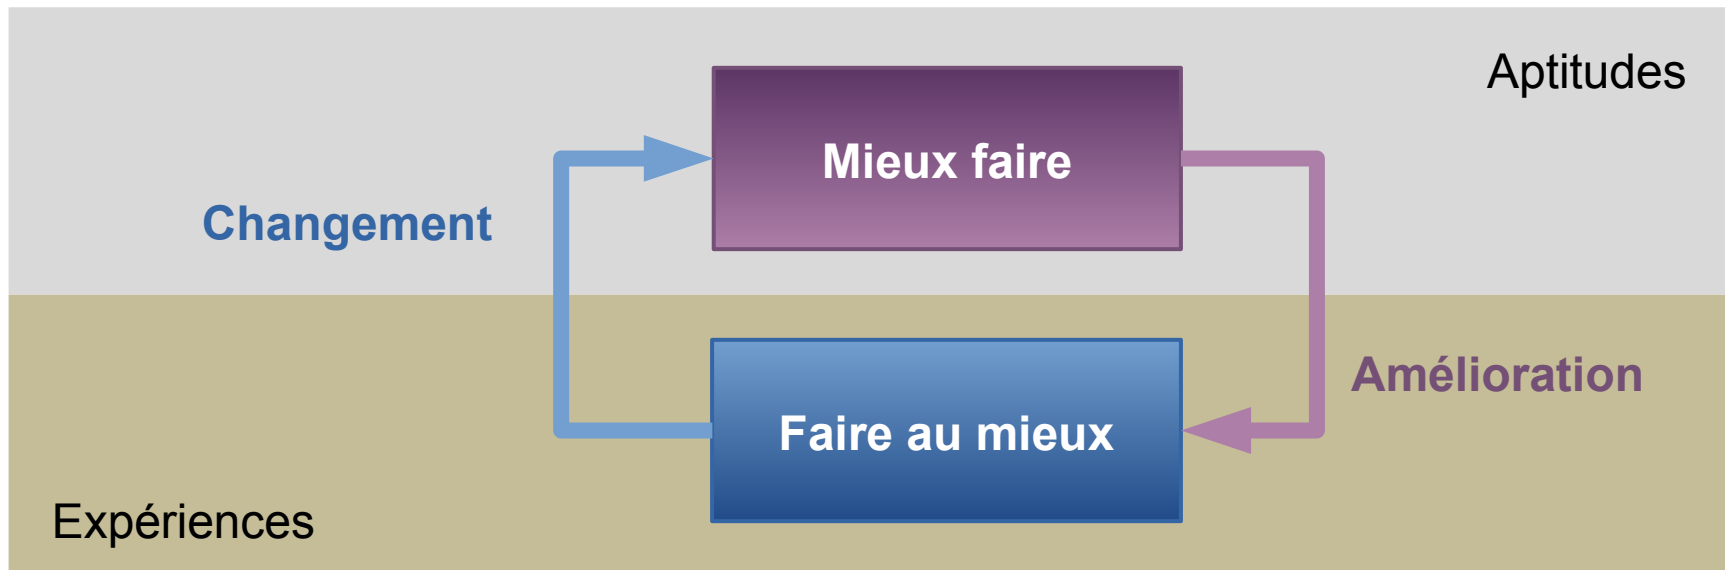 Aptitudes
Mieux faire
Changement
Amélioration
Faire au mieux
Expériences